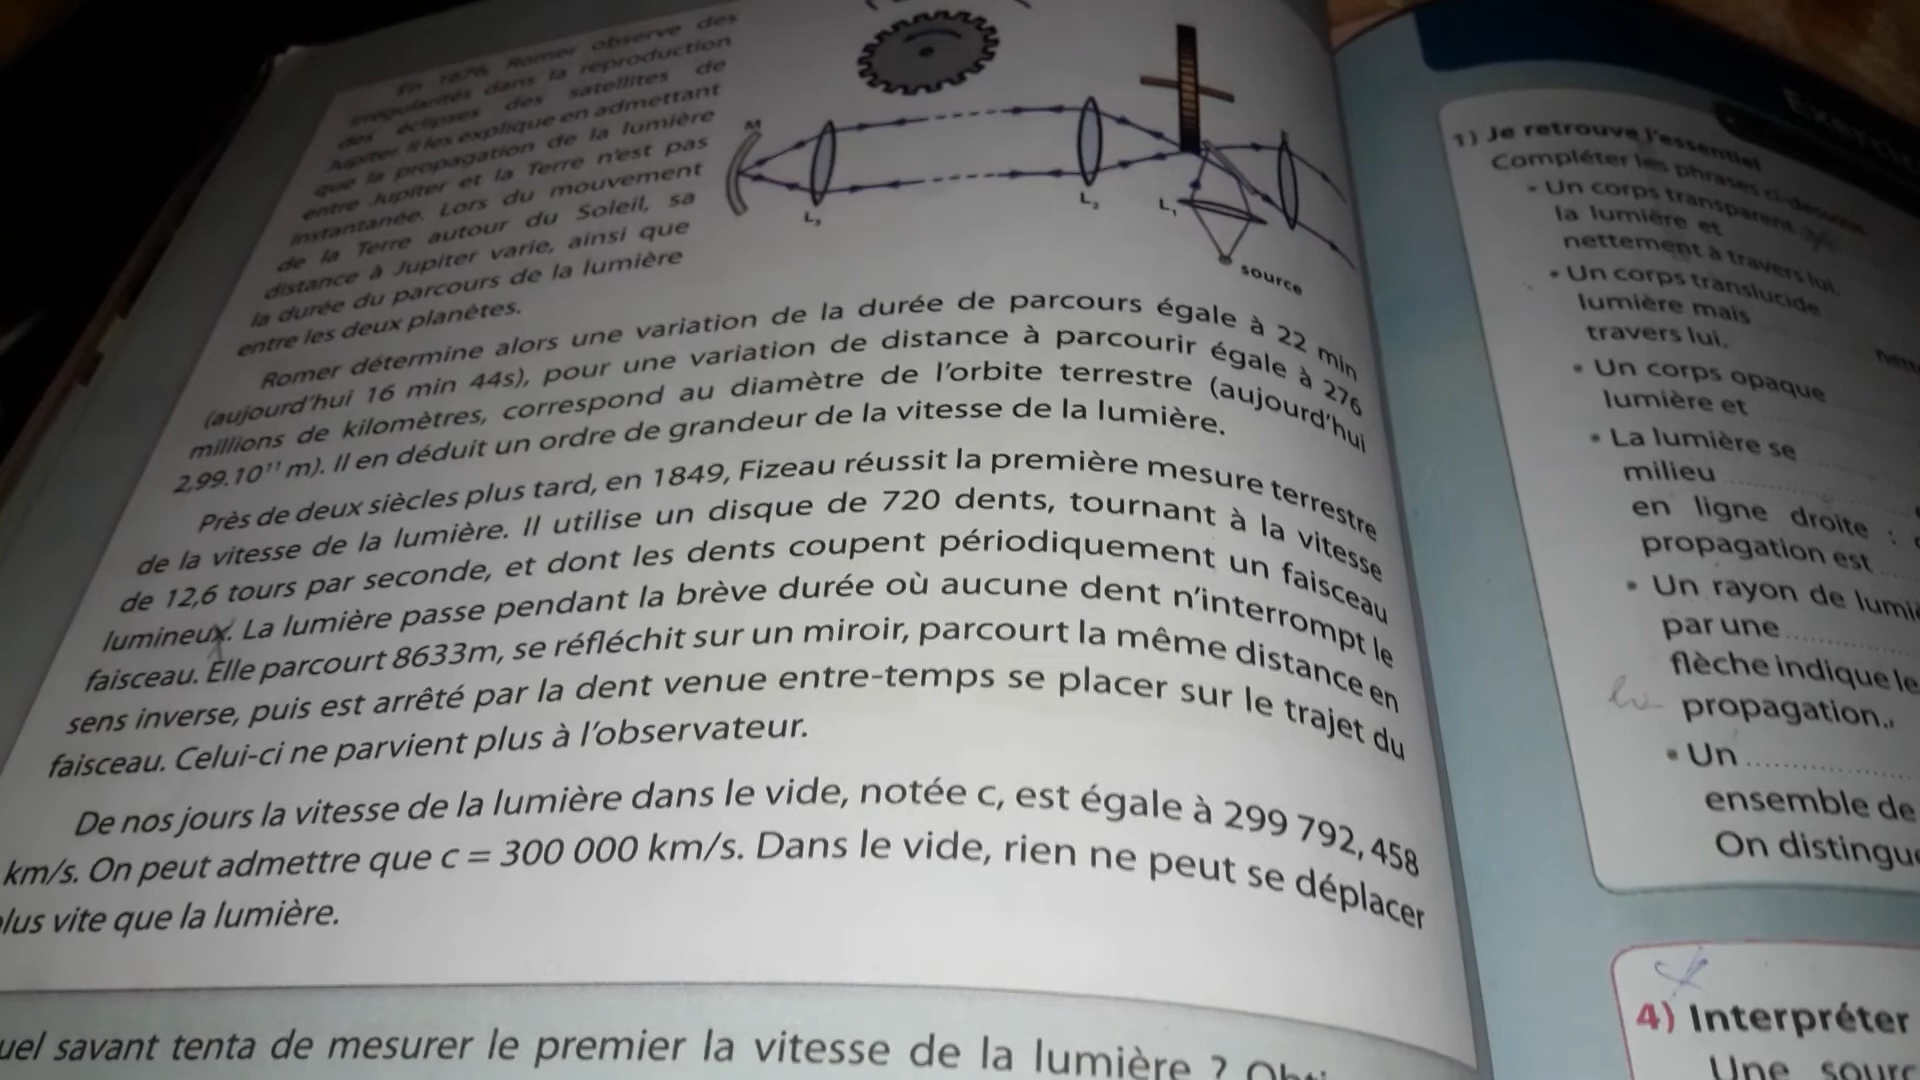 En 1676, Romer observe des
irrégularités dans la reproduction
des éclipses des satellites de
Jupiter. Il les explique en admettant
que la propagation de la lumière
entre Jupiter et la Terre n'est pas
instantanée. Lors du mouvement
de la Terre autour du Soleil, sa
distance à Jupiter varie, ainsi que
la durée du parcours de la lumière
entre les deux planètes.
M
L₃
L₂
L₁
source
Romer détermine alors une variation de la durée de parcours égale à 22 min
(aujourd'hui 16 min 44s), pour une variation de distance à parcourir égale à 276
millions de kilomètres, correspond au diamètre de l'orbite terrestre (aujourd'hui
2,99.10¹¹ m). Il en déduit un ordre de grandeur de la vitesse de la lumière.
Près de deux siècles plus tard, en 1849, Fizeau réussit la première mesure terrestre
de la vitesse de la lumière. Il utilise un disque de 720 dents, tournant à la vitesse
de 12,6 tours par seconde, et dont les dents coupent périodiquement un faisceau
lumineux. La lumière passe pendant la brève durée où aucune dent n'interrompt le
faisceau. Elle parcourt 8633m, se réfléchit sur un miroir, parcourt la même distance en
sens inverse, puis est arrêté par la dent venue entre-temps se placer sur le trajet du
faisceau. Celui-ci ne parvient plus à l'observateur.
De nos jours la vitesse de la lumière dans le vide, notée c, est égale à 299 792, 458
km/s. On peut admettre que c = 300 000 km/s. Dans le vide, rien ne peut se déplacer
plus vite que la lumière.
uel savant tenta de mesurer le premier la vitesse de la lumière ?
Exercic
1) Je retrouve l'essentiel
Compléter les phrases ci-dessous
• Un corps transparent
la lumière et
nettement à travers lui.
• Un corps translucide
lumière mais
travers lui.
• Un corps opaque
lumière et
• La lumière se
milieu
en ligne droite :
propagation est
• Un rayon de lumiè
par une
flèche indique le
propagation.
• Un
ensemble de
On distingue
4) Interpréter
Une sourc